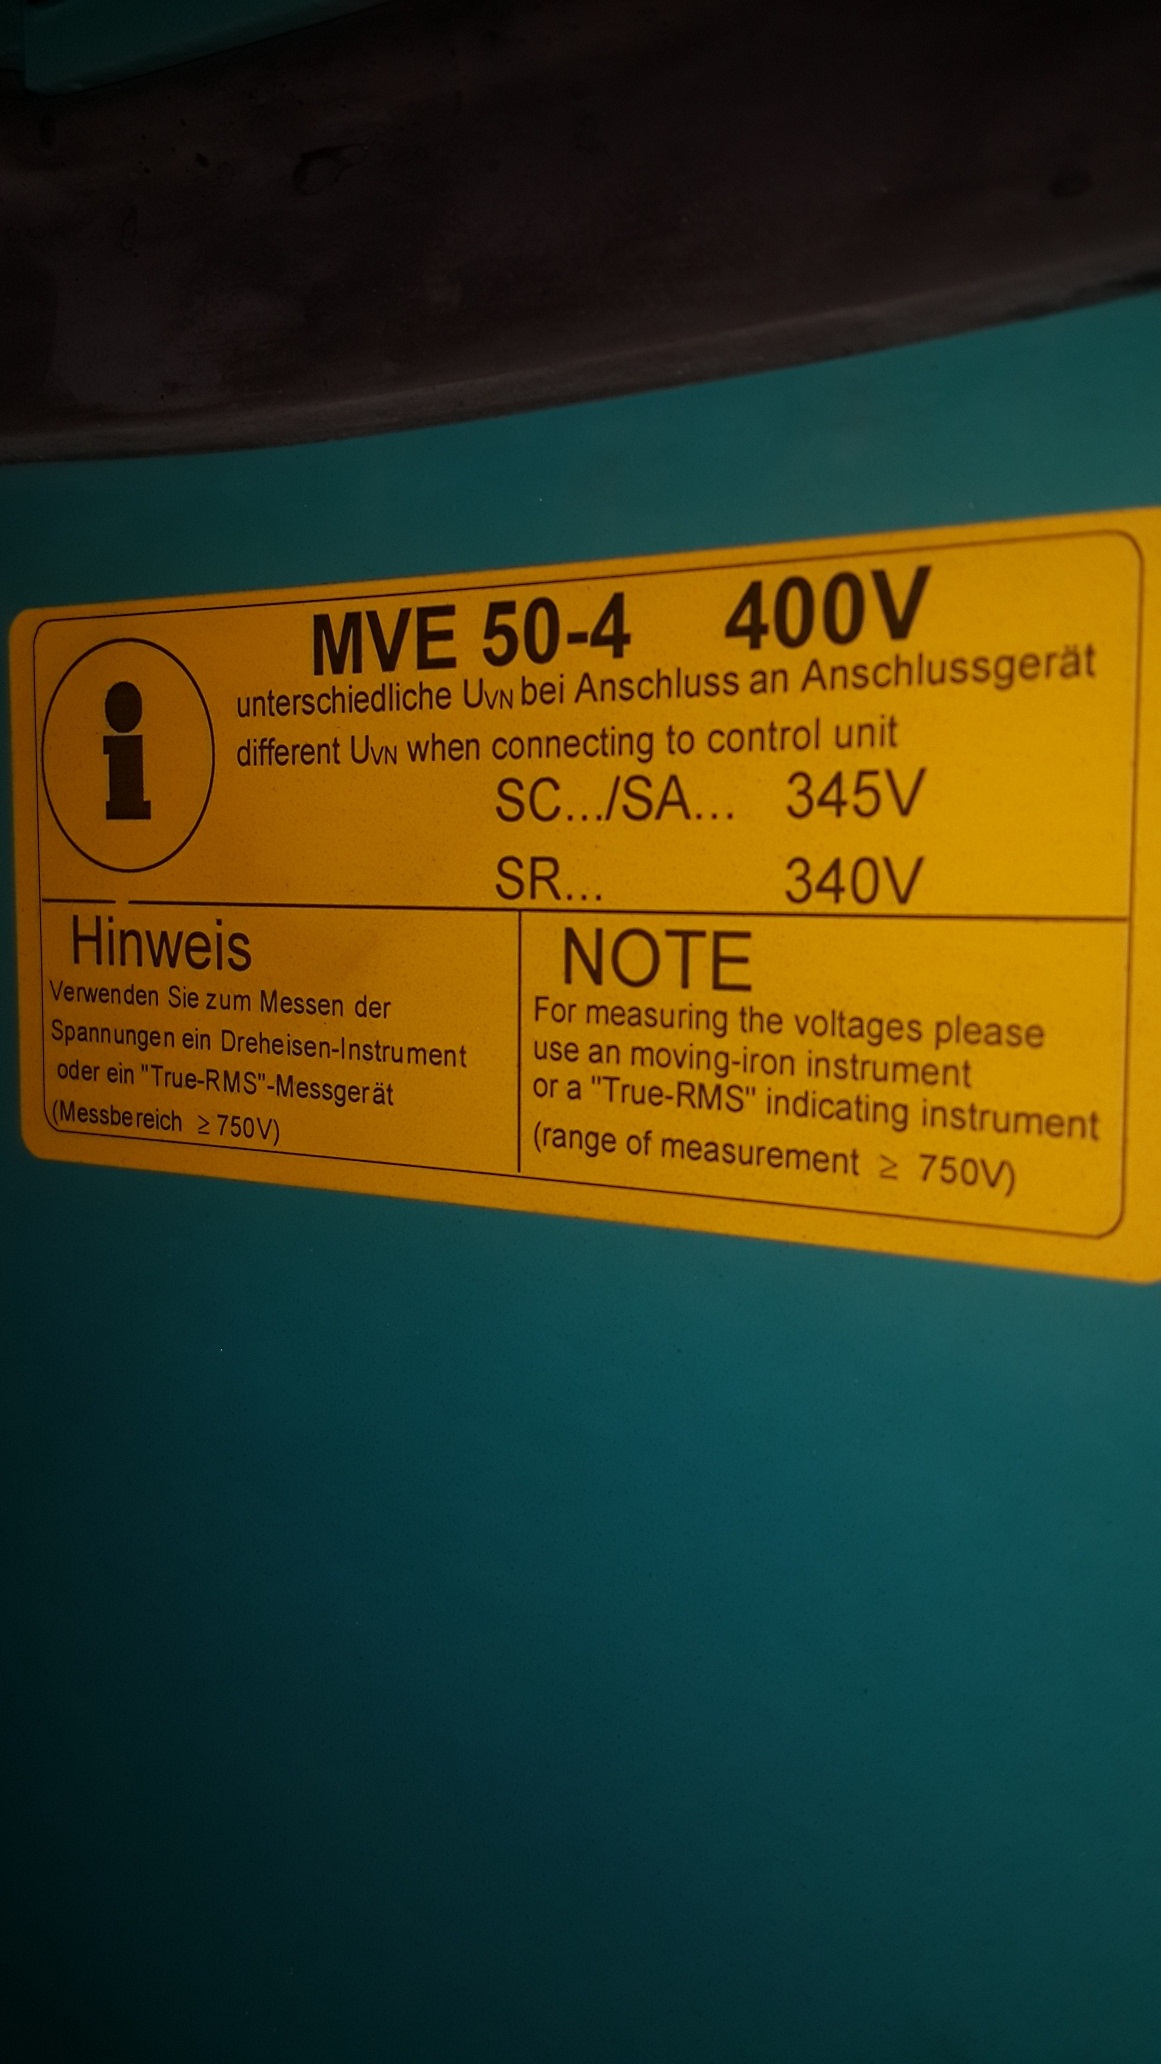 MVE 50-4 400V
unterschiedliche UVN bei Anschluss an Anschlussgerät
different UVN when connecting to control unit
SC.../SA... 345V
SR... 340V
Hinweis
Verwenden Sie zum Messen der
Spannungen ein Dreheisen-Instrument
oder ein "True-RMS"-Messgerät
(Messbereich ≥ 750V)
NOTE
For measuring the voltages please
use an moving-iron instrument
or a "True-RMS" indicating instrument
(range of measurement ≥ 750V)